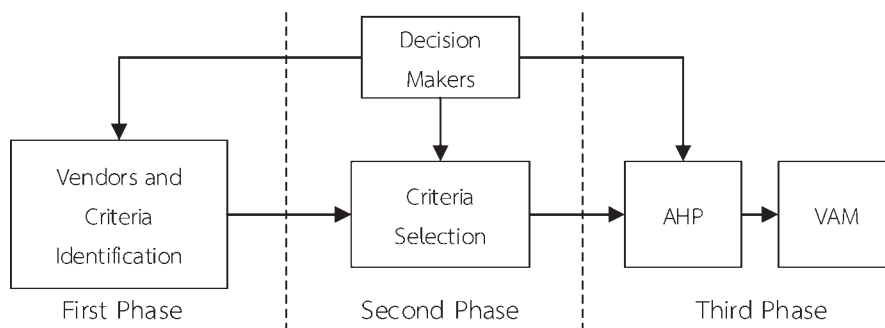 Decision
Makers
Vendors and
Criteria
Identification
Criteria
Selection
AHP
VAM
First Phase
Second Phase
Third Phase